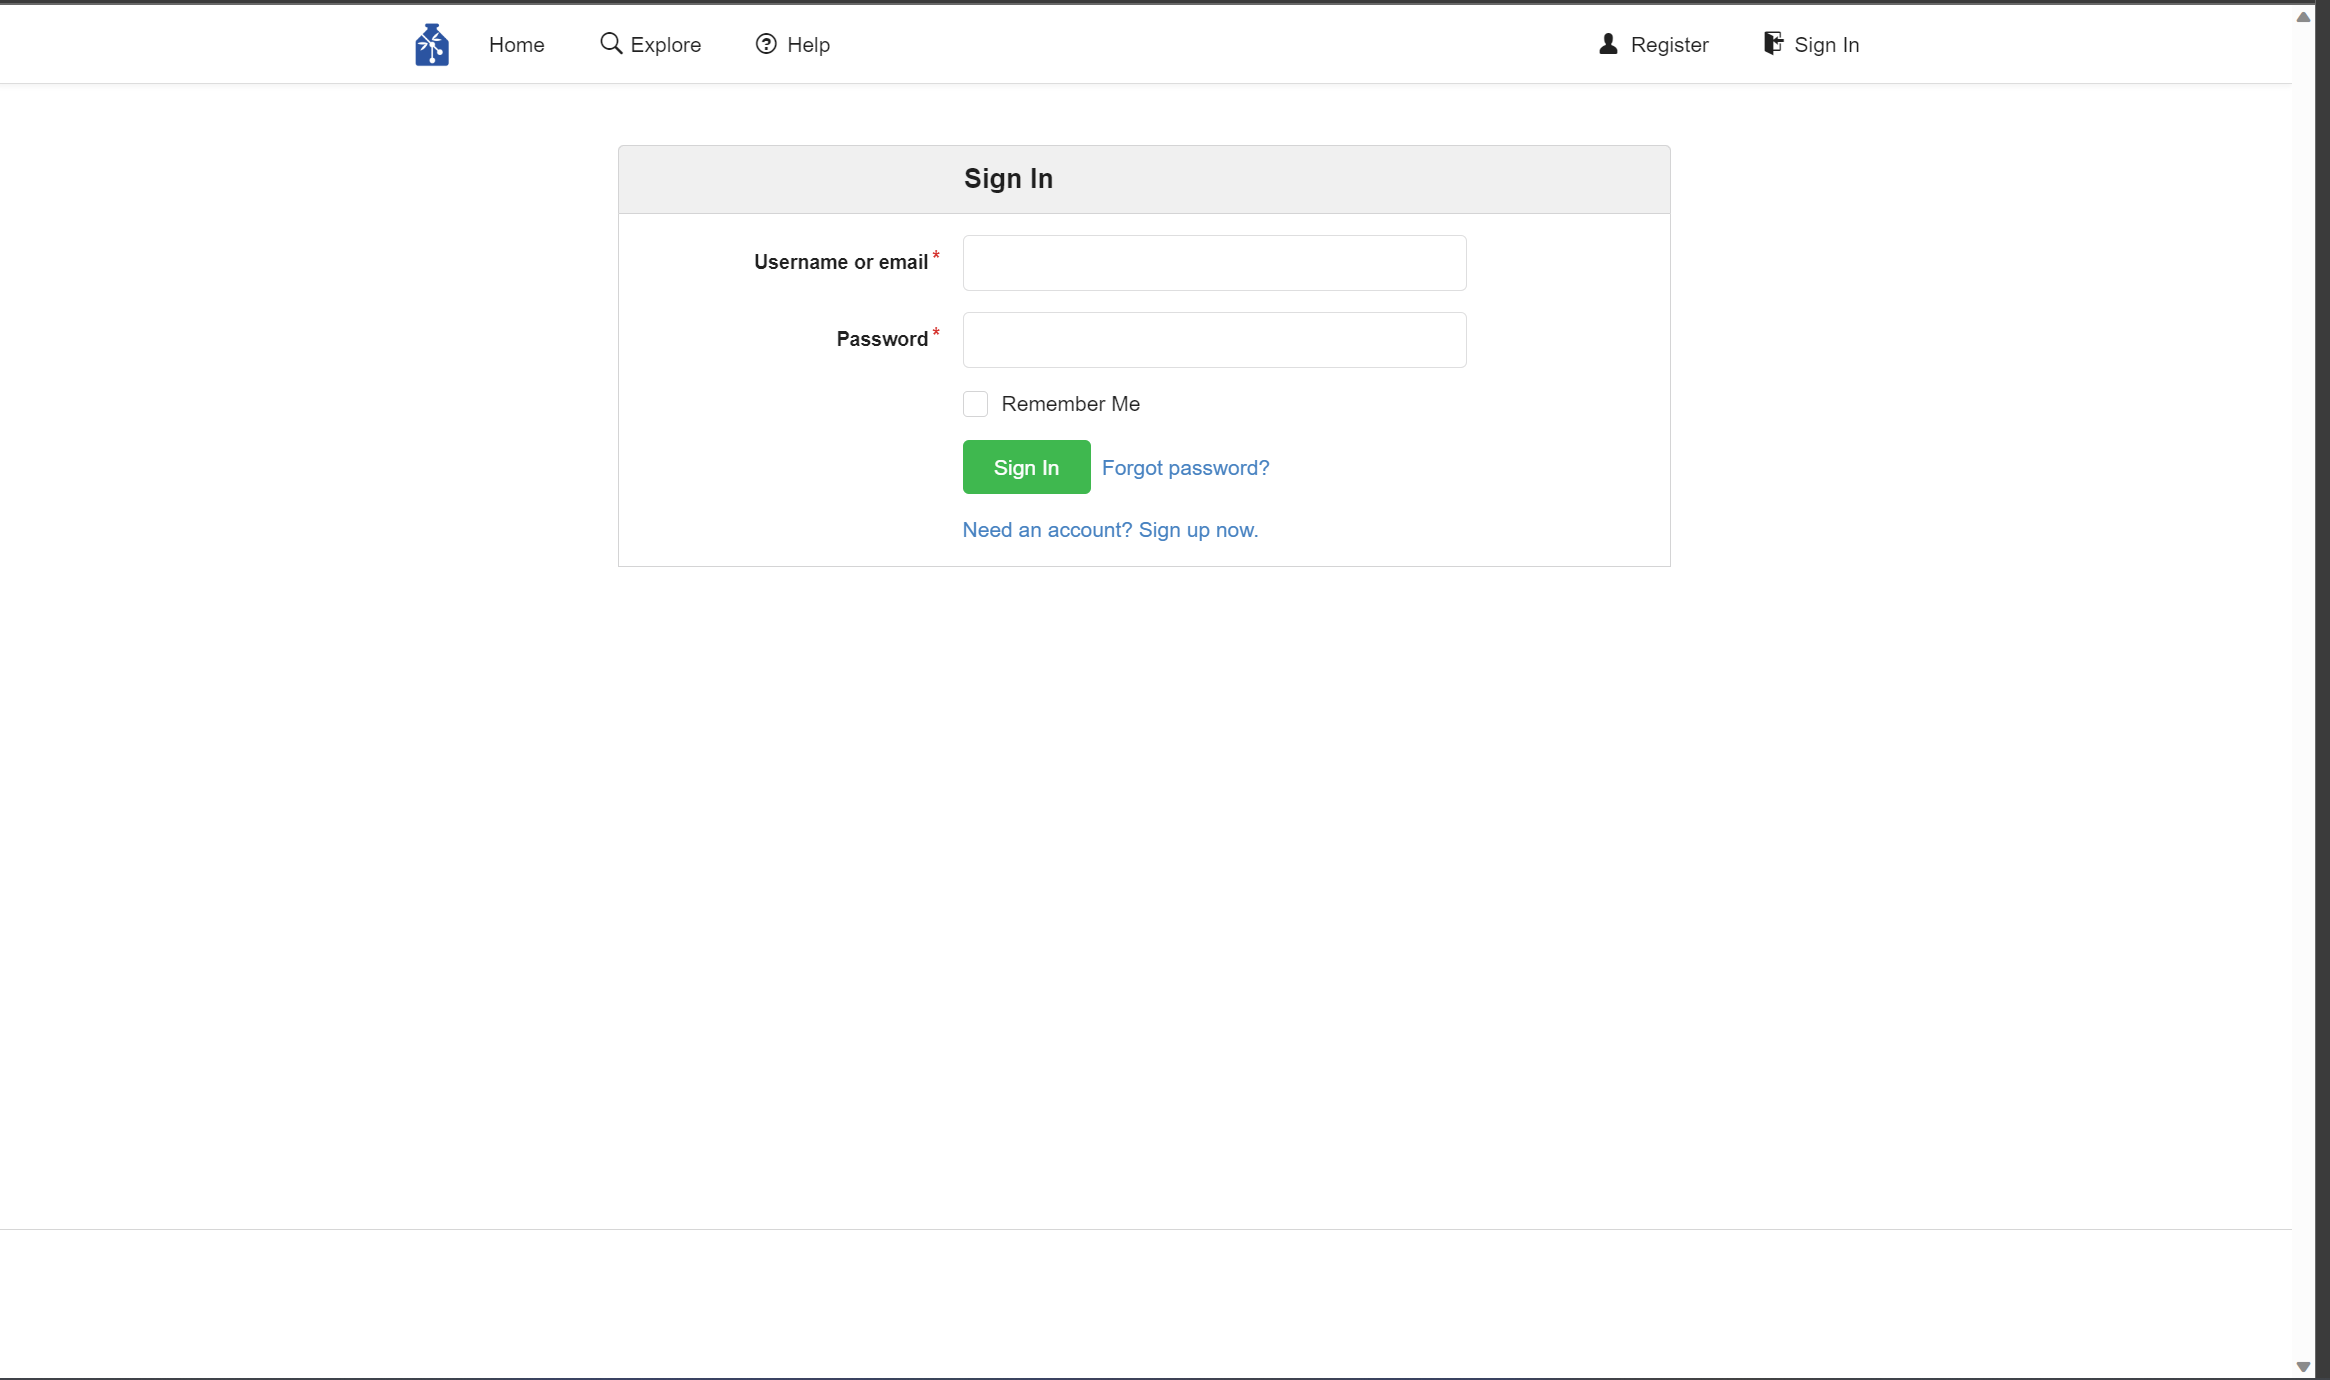 Home Explore Help Register Sign In
Sign In
Username or email *
Password *
Remember Me
Sign In Forgot password?
Need an account? Sign up now.